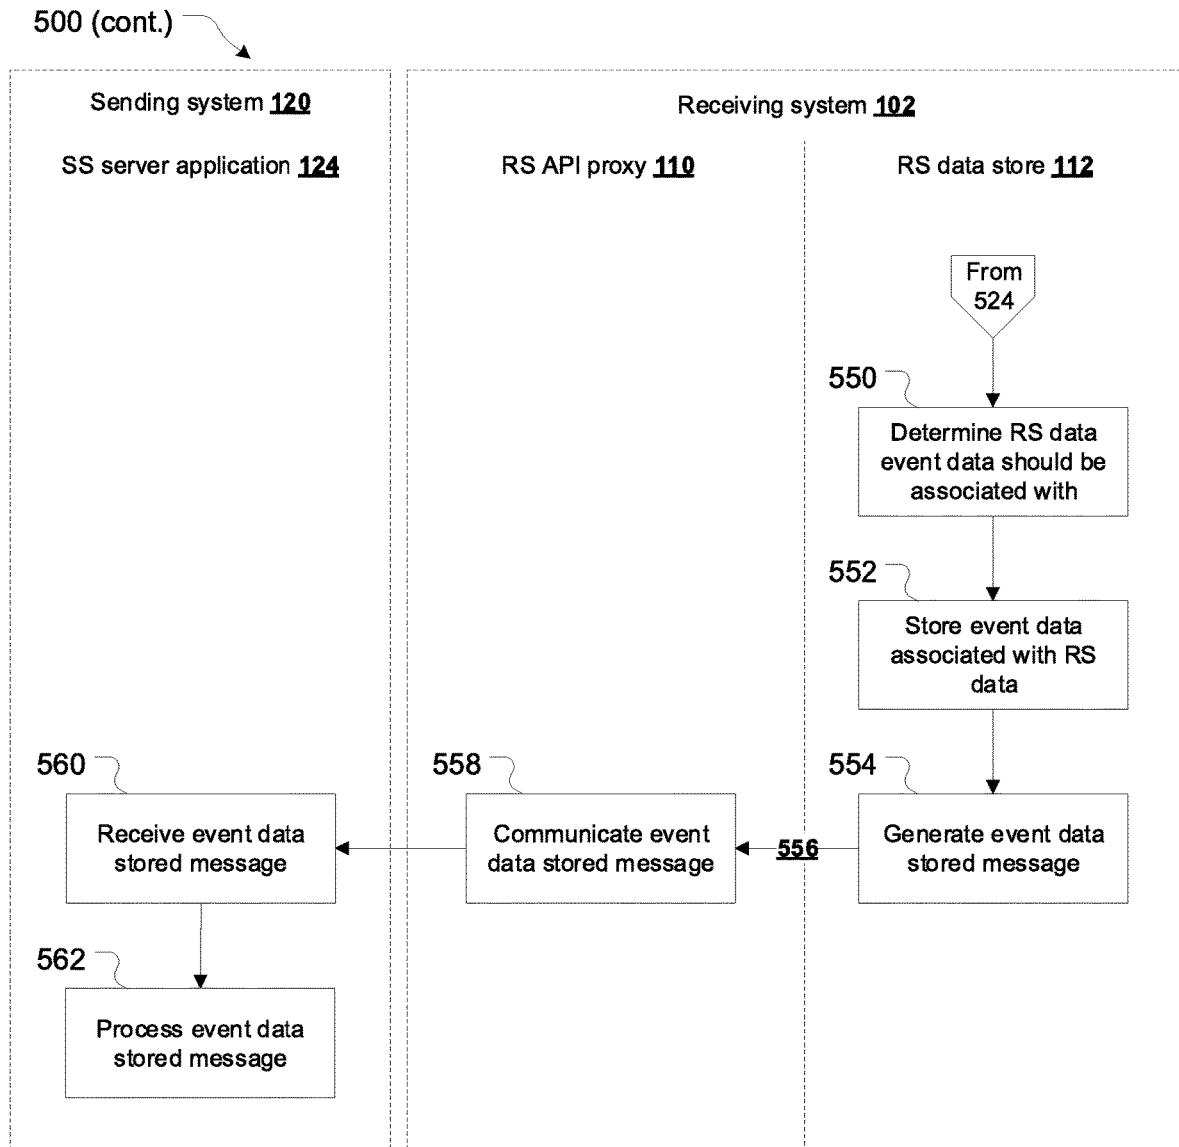 500 (cont.)
Sending system 120
Receiving system 102
SS server application 124
RS API proxy 110
RS data store 112
From
524
550
Determine RS data
event data should be
associated with
552
Store event data
associated with RS
data
560
558
554
Receive event data
stored message
Communicate event
data stored message
556
Generate event data
stored message
562
Process event data
stored message